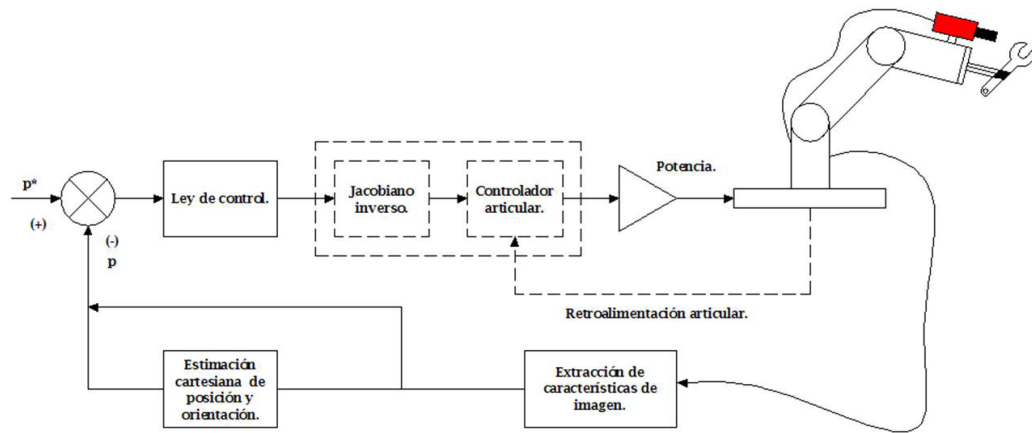 p*
(+)
(-)
p
Ley de control.
Jacobiano
inverso.
Controlador
articular.
Potencia.
Retroalimentación articular.
Estimación
cartesiana de
posición y
orientación.
Extracción de
características de
imagen.